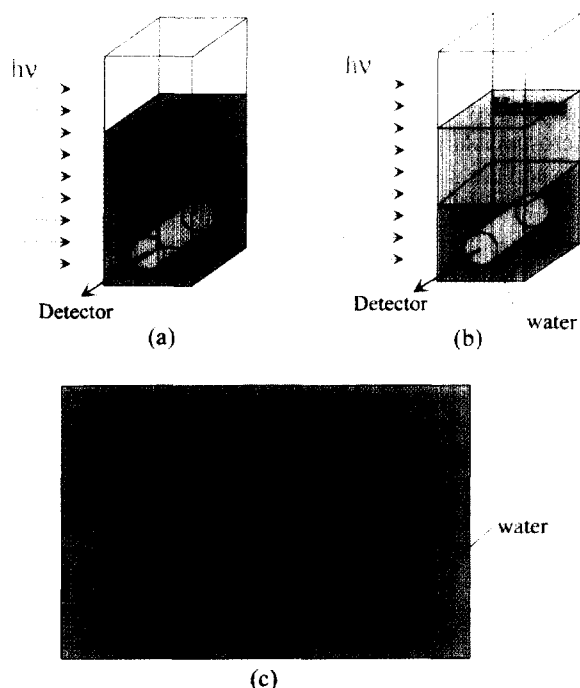 hν
hν
Detector
(a)
Detector
water
(b)
water
(c)